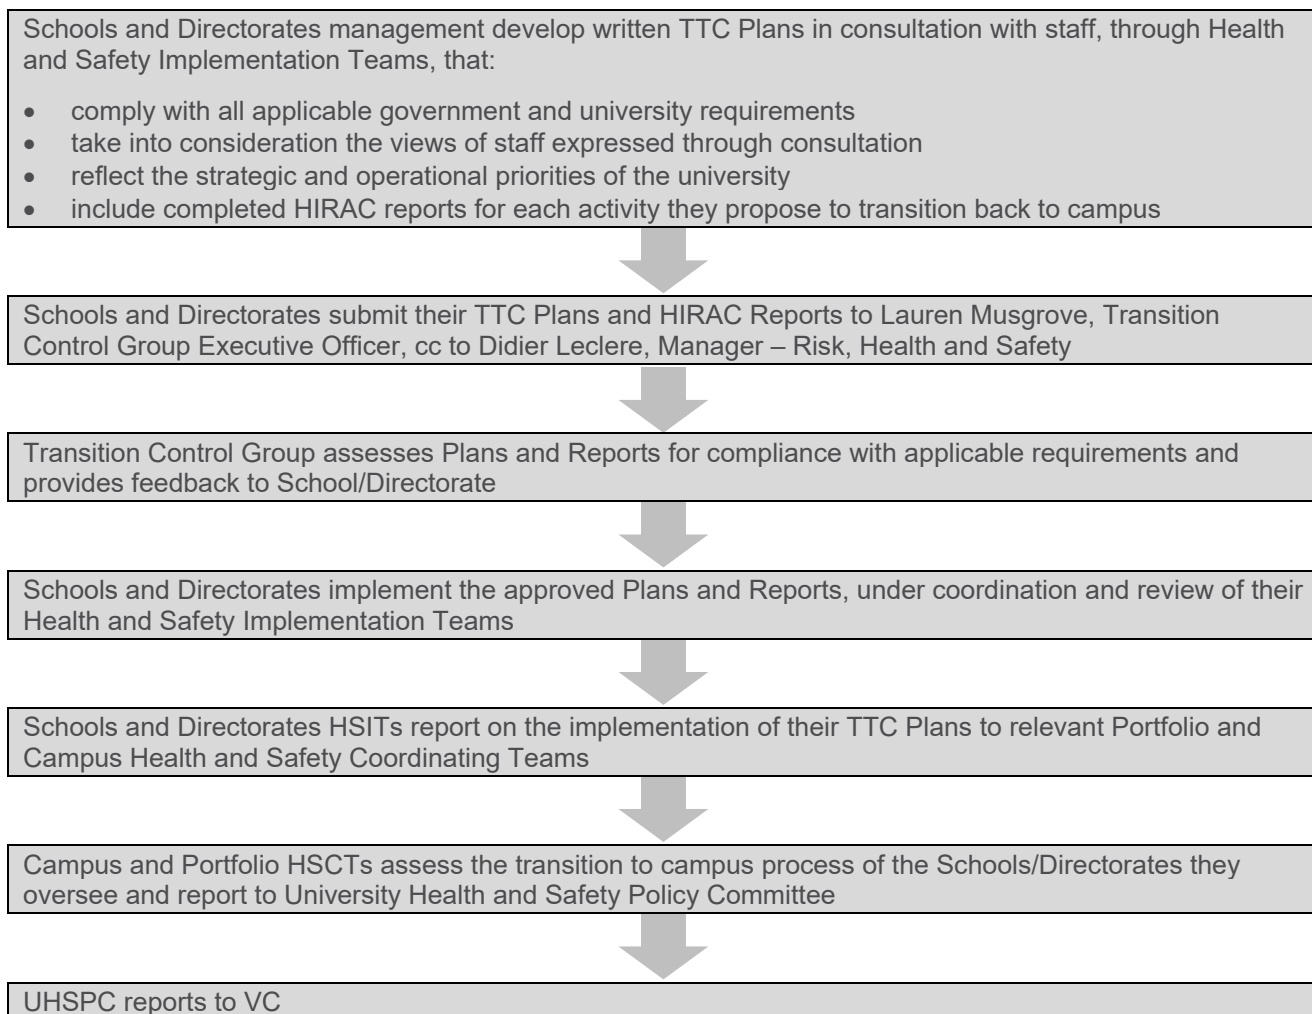 Schools and Directorates management develop written TTC Plans in consultation with staff, through Health
and Safety Implementation Teams, that:
• comply with all applicable government and university requirements
• take into consideration the views of staff expressed through consultation
• reflect the strategic and operational priorities of the university
• include completed HIRAC reports for each activity they propose to transition back to campus
Schools and Directorates submit their TTC Plans and HIRAC Reports to Lauren Musgrove, Transition
Control Group Executive Officer, cc to Didier Leclere, Manager – Risk, Health and Safety
Transition Control Group assesses Plans and Reports for compliance with applicable requirements and
provides feedback to School/Directorate
Schools and Directorates implement the approved Plans and Reports, under coordination and review of their
Health and Safety Implementation Teams
Schools and Directorates HSITs report on the implementation of their TTC Plans to relevant Portfolio and
Campus Health and Safety Coordinating Teams
Campus and Portfolio HSCTs assess the transition to campus process of the Schools/Directorates they
oversee and report to University Health and Safety Policy Committee
UHSPC reports to VC